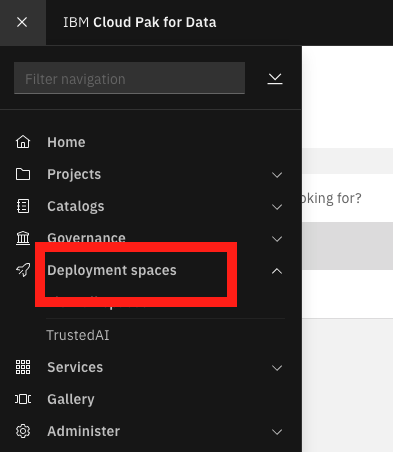 IBM Cloud Pak for Data
Filter navigation
Home
Projects
Catalogs
oking for?
Governance
Deployment spaces
TrustedAI
Services
Gallery
Administer